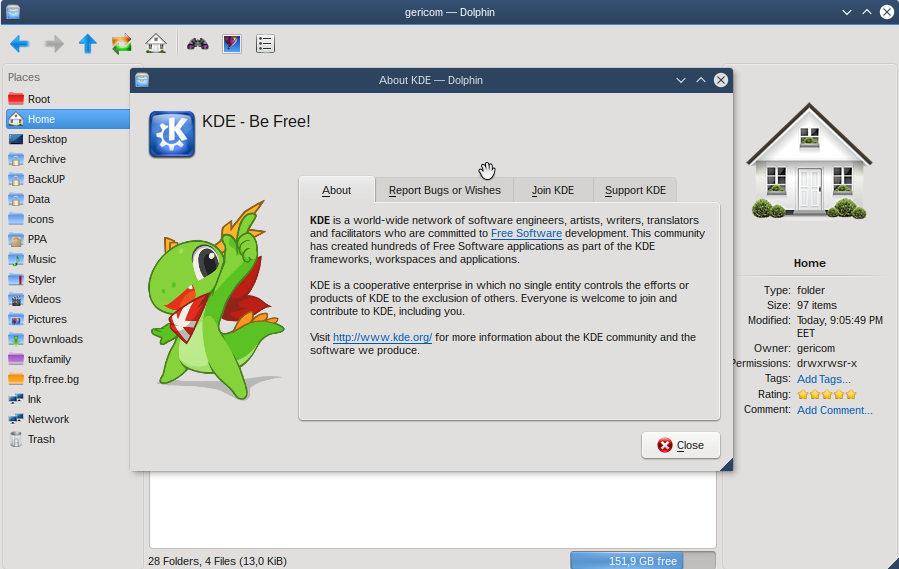 gericom — Dolphin
Places
Root
Home
Desktop
Archive
BackUP
Data
icons
PPA
Music
Styler
Videos
Pictures
Downloads
tuxfamily
ftp.free.bg
Ink
Network
Trash
About KDE — Dolphin
KDE - Be Free!
About
Report Bugs or Wishes
Join KDE
Support KDE
KDE is a world-wide network of software engineers, artists, writers, translators
and facilitators who are committed to Free Software development. This community
has created hundreds of Free Software applications as part of the KDE
frameworks, workspaces and applications.
KDE is a cooperative enterprise in which no single entity controls the efforts or
products of KDE to the exclusion of others. Everyone is welcome to join and
contribute to KDE, including you.
Visit http://www.kde.org/ for more information about the KDE community and the
software we produce.
Close
Home
Type: folder
Size: 97 items
Modified: Today, 9:05:49 PM
EET
Owner: gericom
Permissions: drwxrwsr-x
Tags: Add Tags...
Rating:
Comment: Add Comment...
28 Folders, 4 Files (13,0 KiB)
151,9 GB free